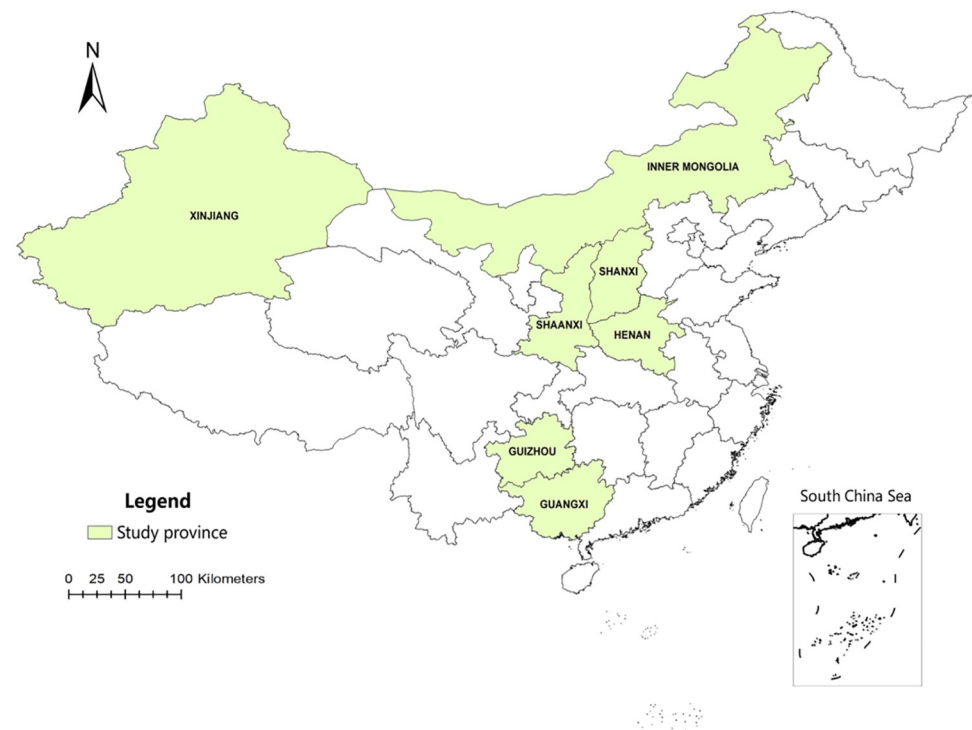 N
INNER MONGOLIA
XINJIANG
SHANXI
SHAANXI
HENAN
GUIZHOU
GUANGXI
Legend
Study province
0 25 50 100 Kilometers
South China Sea